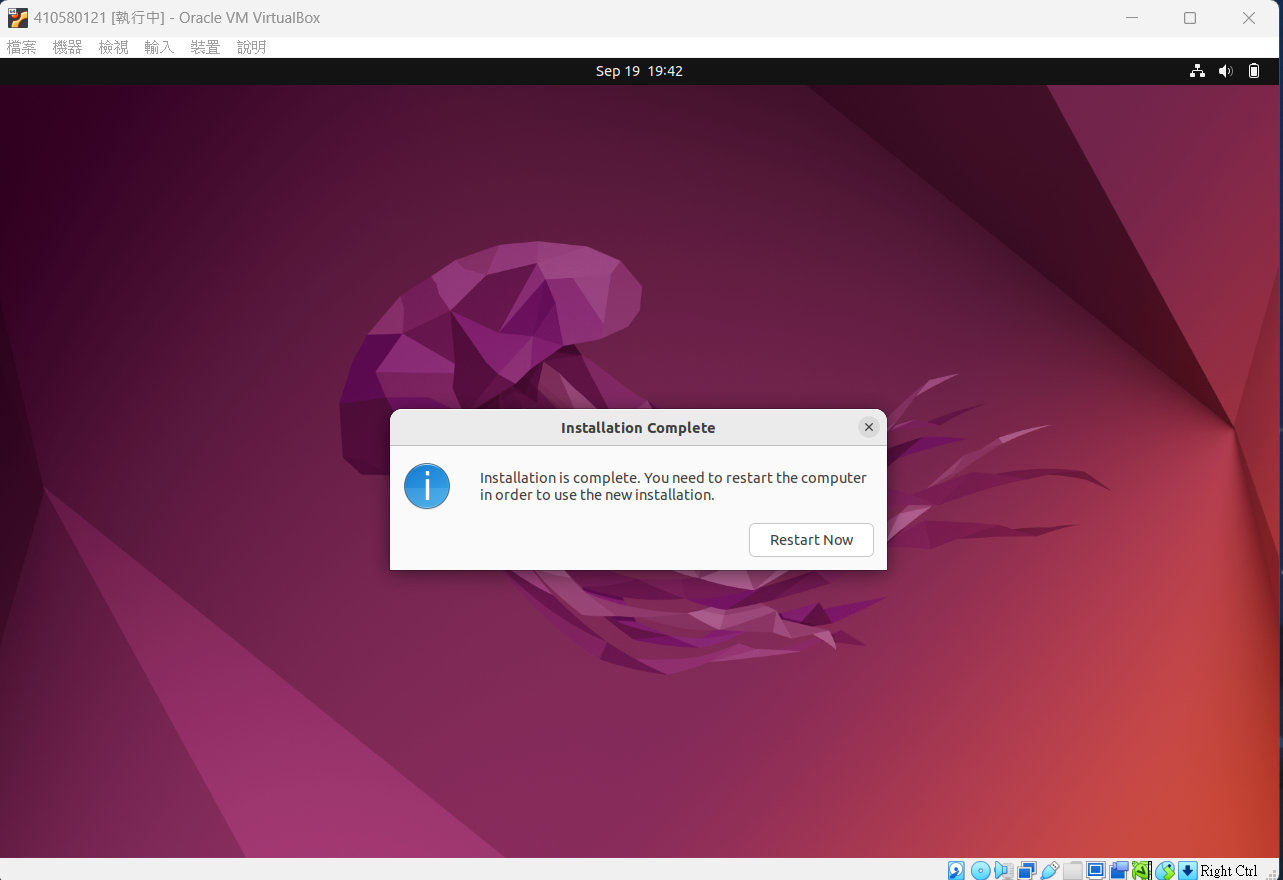 410580121 [執行中] - Oracle VM VirtualBox
檔案 機器 檢視 輸入 裝置 說明
Sep 19 19:42
Installation Complete
Installation is complete. You need to restart the computer
in order to use the new installation.
Restart Now
Right Ctrl